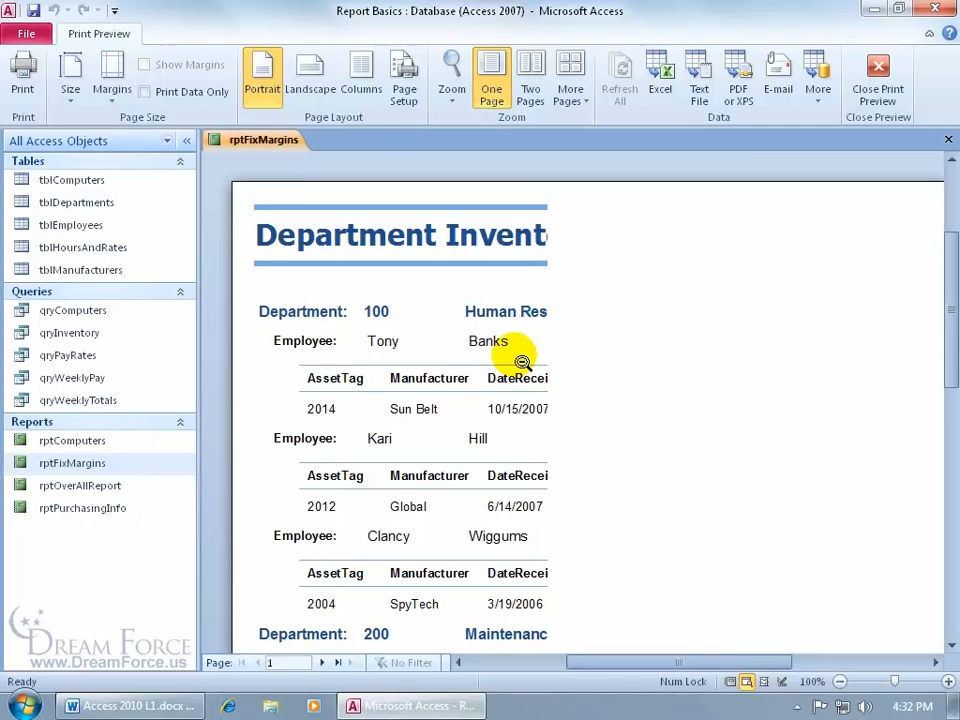 Report Basics : Database (Access 2007) - Microsoft Access
File
Print Preview
Print
Size
Margins
Show Margins
Print Data Only
Portrait
Landscape
Columns
Page Setup
Zoom
One Page
Two Pages
More Pages
Refresh All
Excel
Text File
PDF or XPS
E-mail
More
Close Print Preview
Print
Page Size
Page Layout
Zoom
Data
Close Preview
All Access Objects
rptFixMargins
Tables
tblComputers
tblDepartments
tblEmployees
tblHoursAndRates
tblManufacturers
Queries
qryComputers
qryInventory
qryPayRates
qryWeeklyPay
qryWeeklyTotals
Reports
rptComputers
rptFixMargins
rptOverAllReport
rptPurchasingInfo
Department Invent
Department: 100 Human Res
Employee: Tony Banks
AssetTag Manufacturer DateRecei
2014 Sun Belt 10/15/2007
Employee: Kari Hill
AssetTag Manufacturer DateRecei
2012 Global 6/14/2007
Employee: Clancy Wiggums
AssetTag Manufacturer DateRecei
2004 SpyTech 3/19/2006
Department: 200 Maintenanc
DREAM FORCE
www.DreamForce.us
Page: 1 No Filter
Ready
Num Lock
100%
Access 2010 L1.docx ...
Microsoft Access - R...
4:32 PM